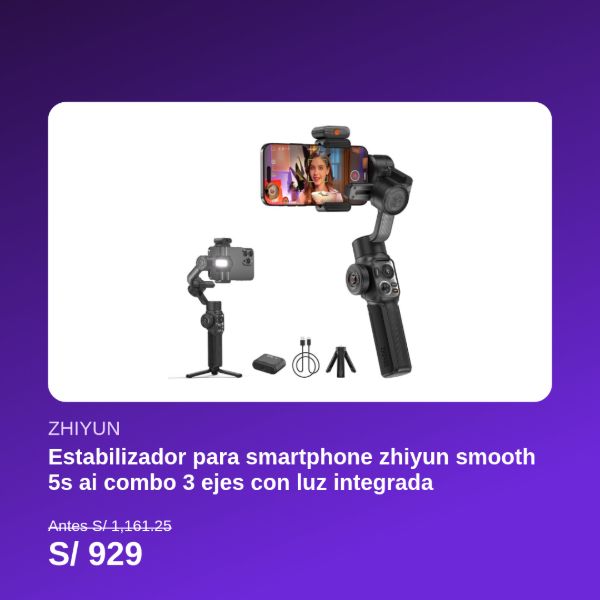 ZHIYUN
Estabilizador para smartphone zhiyun smooth
5s ai combo 3 ejes con luz integrada
Antes S/ 1,161.25
S/ 929